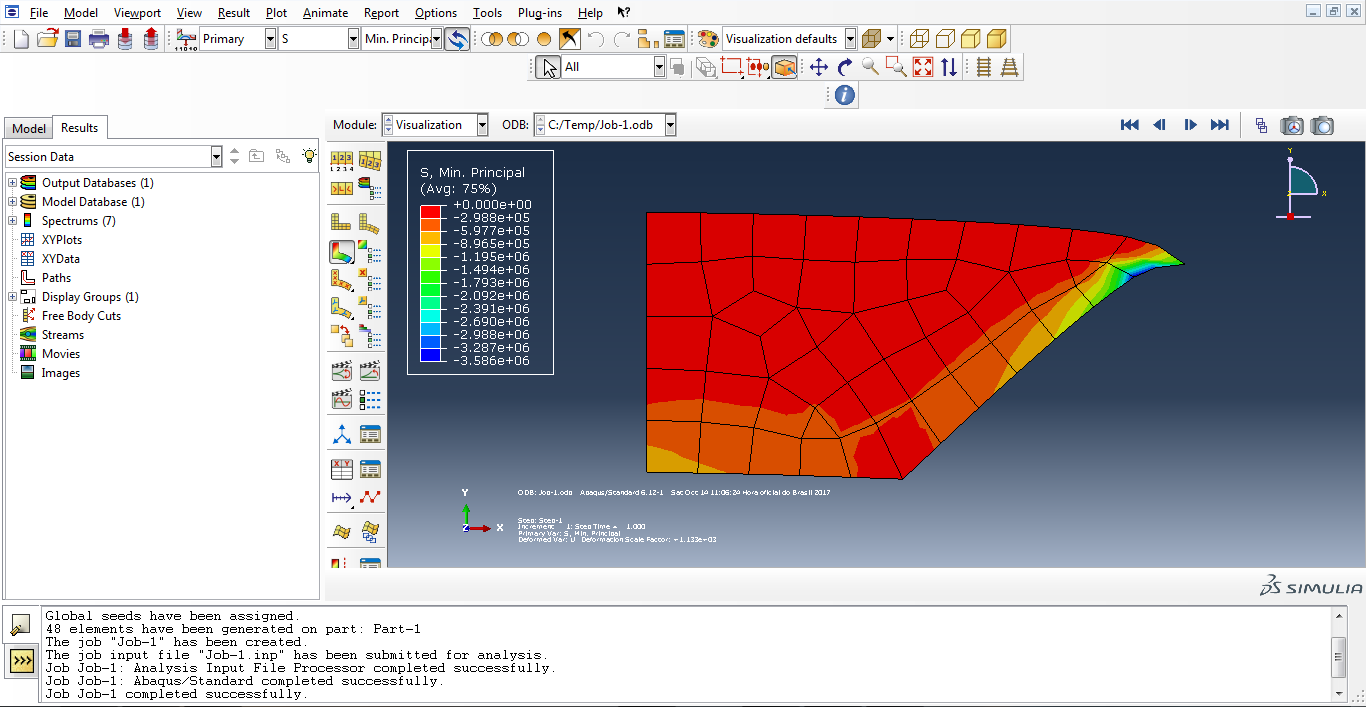 File Model Viewport View Result Plot Animate Report Options Tools Plug-ins Help
Primary S Min. Principa Visualization defaults
All
Model Results Module: Visualization ODB: C:/Temp/Job-1.odb
Session Data
Output Databases (1)
Model Database (1)
Spectrums (7)
XYPlots
XYData
Paths
Display Groups (1)
Free Body Cuts
Streams
Movies
Images
S, Min. Principal
(Avg: 75%)
+0.000e+00
-2.988e+05
-5.977e+05
-8.965e+05
-1.195e+06
-1.494e+06
-1.793e+06
-2.092e+06
-2.391e+06
-2.690e+06
-2.988e+06
-3.287e+06
-3.586e+06
Y
X
Y
Z X
ODB: Job-1.odb Abaqus/Standard 6.12-1 Sat Oct 14 11:06:24 Hora oficial do Brasil 2017
Step: Step-1
Increment 1: Step Time = 1.000
Primary Var: S, Min. Principal
Deformed Var: U Deformation Scale Factor: +1.133e+03
SIMULIA
Global seeds have been assigned.
48 elements have been generated on part: Part-1
The job "Job-1" has been created.
The job input file "Job-1.inp" has been submitted for analysis.
Job Job-1: Analysis Input File Processor completed successfully.
Job Job-1: Abaqus/Standard completed successfully.
Job Job-1 completed successfully.